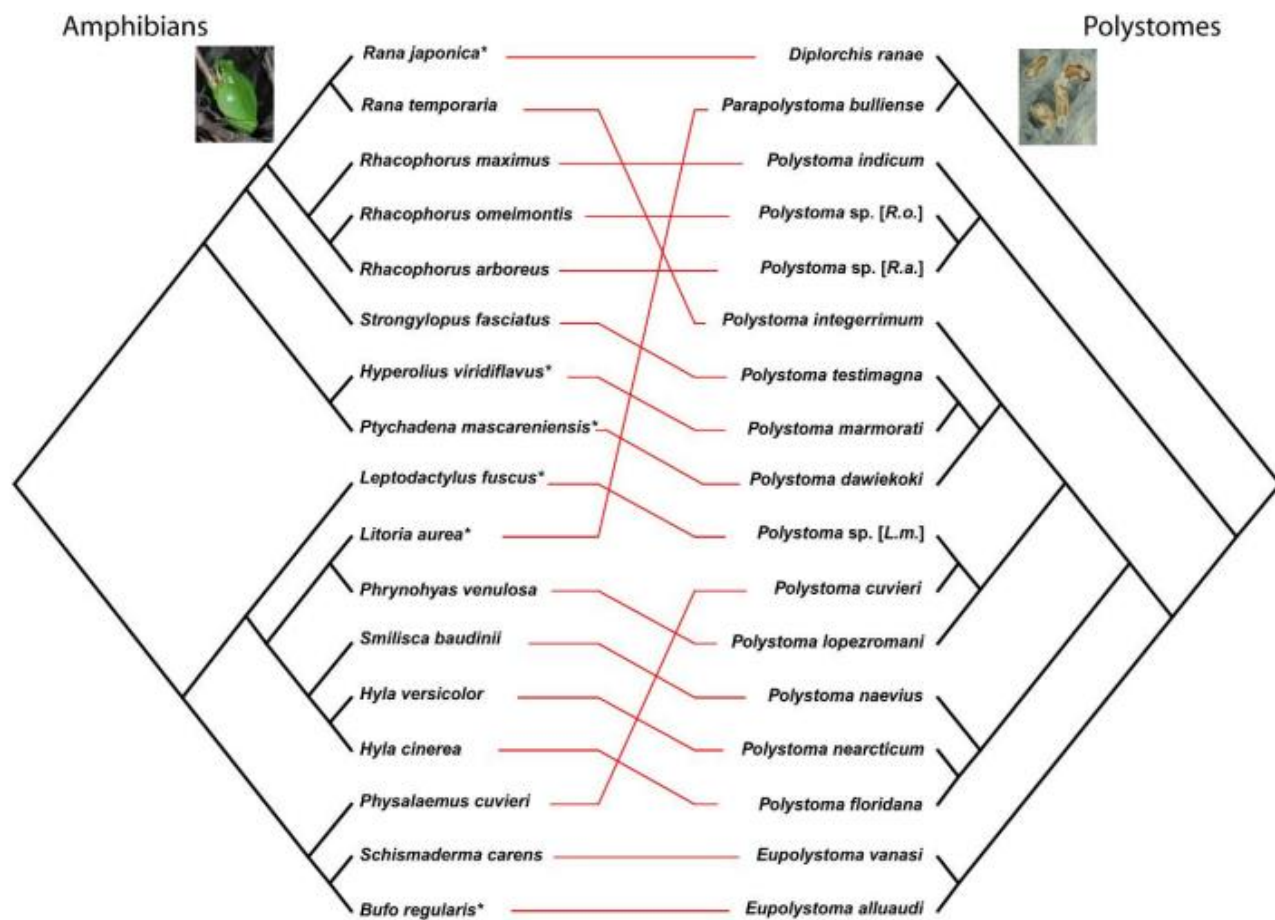 Amphibians
Polystomes
Rana japonica*
Diplorchis ranae
Rana temporaria
Parapolystoma bulliense
Rhacophorus maximus
Polystoma indicum
Rhacophorus omeimontis
Polystoma sp. [R.o.]
Rhacophorus arboreus
Polystoma sp. [R.a.]
Strongylopus fasciatus
Polystoma integerrimum
Hyperolius viridiflavus*
Polystoma testimagna
Ptychadena mascareniensis*
Polystoma marmorati
Leptodactylus fuscus*
Polystoma dawiekoki
Litoria aurea*
Polystoma sp. [L.m.]
Phrynohyas venulosa
Polystoma cuvieri
Smilisca baudinii
Polystoma lopezromani
Hyla versicolor
Polystoma naevius
Hyla cinerea
Polystoma nearcticum
Physalaemus cuvieri
Polystoma floridana
Schismaderma carens
Eupolystoma vanasi
Bufo regularis*
Eupolystoma alluaudi